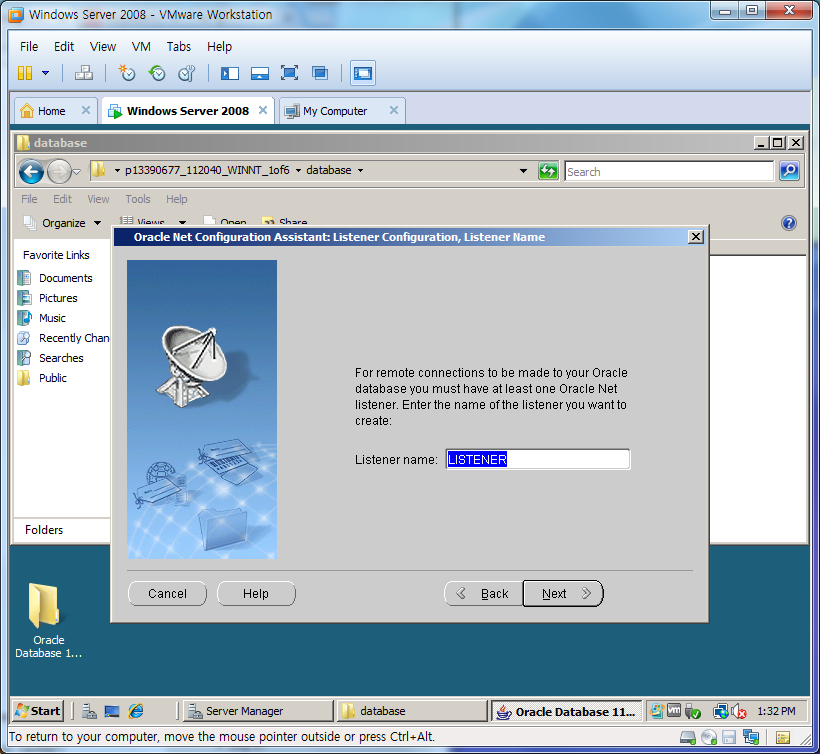 Windows Server 2008 - VMware Workstation
File Edit View VM Tabs Help
Home Windows Server 2008 My Computer
database
p13390677_112040_WINNT_1of6 database Search
File Edit View Tools Help
Organize Views Open Share
Oracle Net Configuration Assistant: Listener Configuration, Listener Name
Favorite Links
Documents
Pictures
Music
Recently Chan
Searches
Public
Folders
For remote connections to be made to your Oracle
database you must have at least one Oracle Net
listener. Enter the name of the listener you want to
create:
Listener name: LISTENER
Cancel Help Back Next
Oracle
Database 1...
Start Server Manager database Oracle Database 11... 1:32 PM
To return to your computer, move the mouse pointer outside or press Ctrl+Alt.